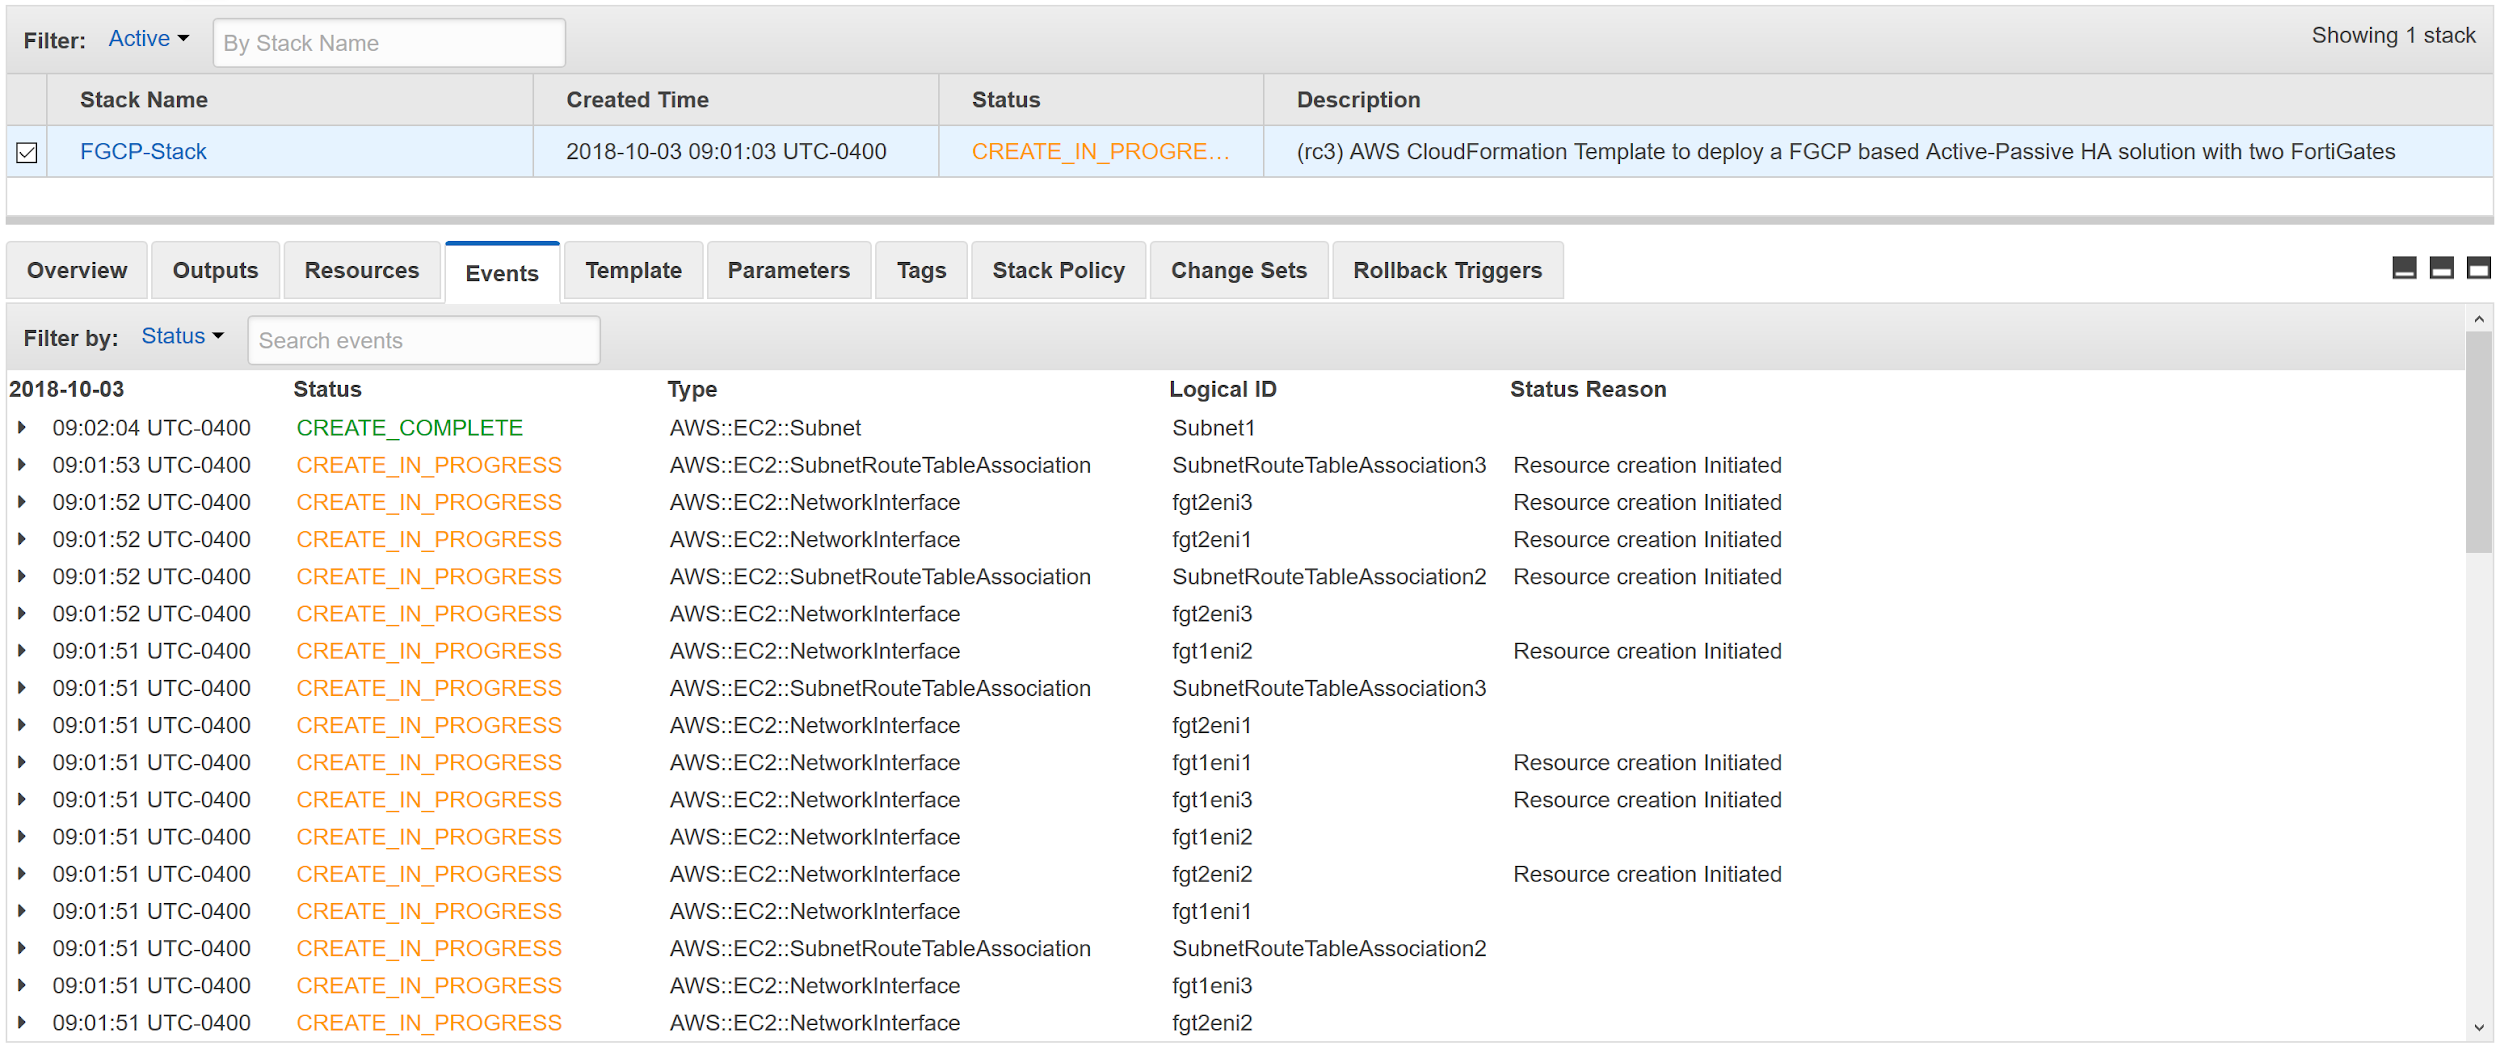 Filter: Active By Stack Name Showing 1 stack
Stack Name Created Time Status Description
FGCP-Stack 2018-10-03 09:01:03 UTC-0400 CREATE_IN_PROGRE... (rc3) AWS CloudFormation Template to deploy a FGCP based Active-Passive HA solution with two FortiGates
Overview Outputs Resources Events Template Parameters Tags Stack Policy Change Sets Rollback Triggers
Filter by: Status Search events
2018-10-03 Status Type Logical ID Status Reason
09:02:04 UTC-0400 CREATE_COMPLETE AWS::EC2::Subnet Subnet1
09:01:53 UTC-0400 CREATE_IN_PROGRESS AWS::EC2::SubnetRouteTableAssociation SubnetRouteTableAssociation3 Resource creation Initiated
09:01:52 UTC-0400 CREATE_IN_PROGRESS AWS::EC2::NetworkInterface fgt2eni3 Resource creation Initiated
09:01:52 UTC-0400 CREATE_IN_PROGRESS AWS::EC2::NetworkInterface fgt2eni1 Resource creation Initiated
09:01:52 UTC-0400 CREATE_IN_PROGRESS AWS::EC2::SubnetRouteTableAssociation SubnetRouteTableAssociation2 Resource creation Initiated
09:01:52 UTC-0400 CREATE_IN_PROGRESS AWS::EC2::NetworkInterface fgt2eni3
09:01:51 UTC-0400 CREATE_IN_PROGRESS AWS::EC2::NetworkInterface fgt1eni2 Resource creation Initiated
09:01:51 UTC-0400 CREATE_IN_PROGRESS AWS::EC2::SubnetRouteTableAssociation SubnetRouteTableAssociation3
09:01:51 UTC-0400 CREATE_IN_PROGRESS AWS::EC2::NetworkInterface fgt2eni1
09:01:51 UTC-0400 CREATE_IN_PROGRESS AWS::EC2::NetworkInterface fgt1eni1 Resource creation Initiated
09:01:51 UTC-0400 CREATE_IN_PROGRESS AWS::EC2::NetworkInterface fgt1eni3 Resource creation Initiated
09:01:51 UTC-0400 CREATE_IN_PROGRESS AWS::EC2::NetworkInterface fgt1eni2
09:01:51 UTC-0400 CREATE_IN_PROGRESS AWS::EC2::NetworkInterface fgt2eni2 Resource creation Initiated
09:01:51 UTC-0400 CREATE_IN_PROGRESS AWS::EC2::NetworkInterface fgt1eni1
09:01:51 UTC-0400 CREATE_IN_PROGRESS AWS::EC2::SubnetRouteTableAssociation SubnetRouteTableAssociation2
09:01:51 UTC-0400 CREATE_IN_PROGRESS AWS::EC2::NetworkInterface fgt1eni3
09:01:51 UTC-0400 CREATE_IN_PROGRESS AWS::EC2::NetworkInterface fgt2eni2